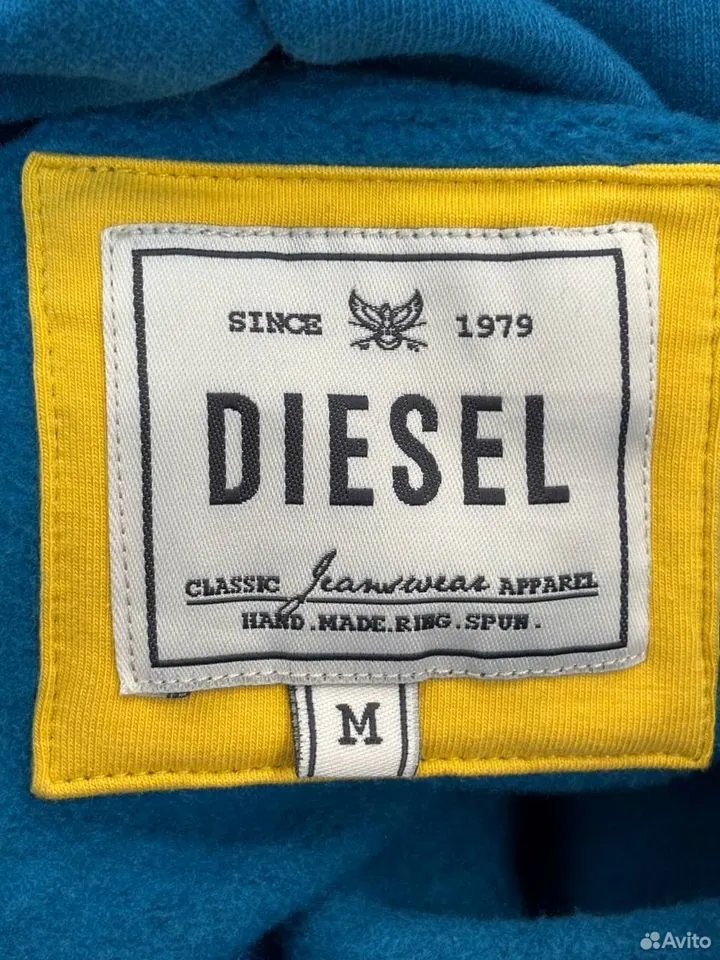 SINCE 1979
DIESEL
CLASSIC Jeanswear APPAREL
HAND.MADE.RING.SPUN.
M
Avito